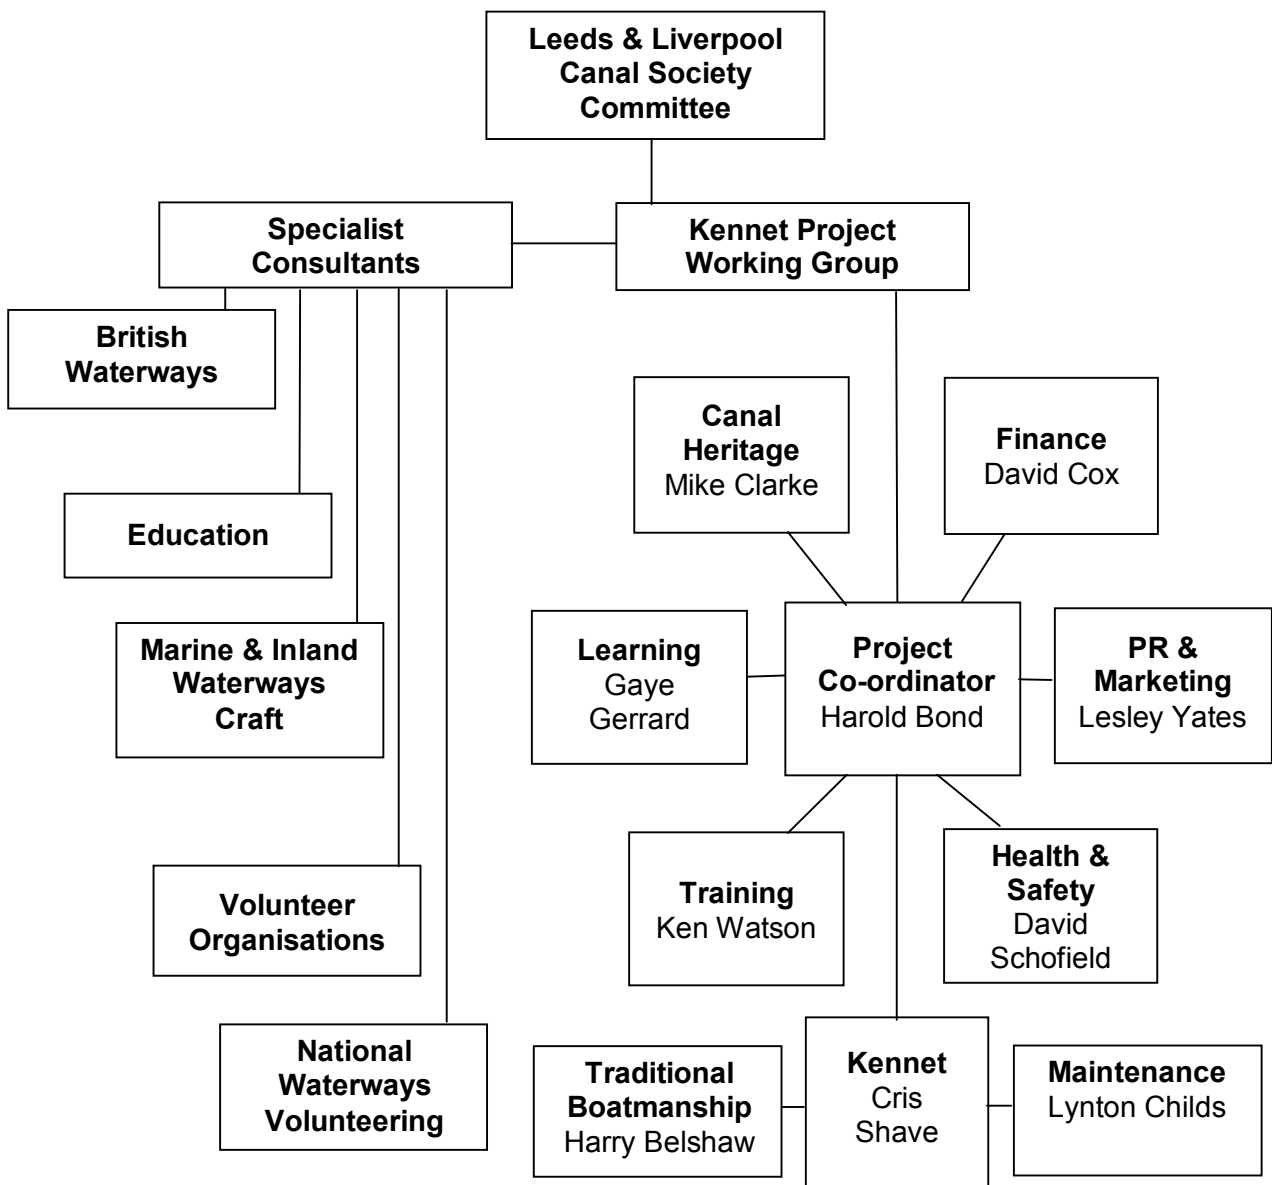 Leeds & Liverpool
Canal Society
Committee
Specialist
Consultants
Kennet Project
Working Group
British
Waterways
Canal
Heritage
Mike Clarke
Finance
David Cox
Education
Marine & Inland
Waterways
Craft
Learning
Gaye
Gerrard
Project
Co-ordinator
Harold Bond
PR &
Marketing
Lesley Yates
Volunteer
Organisations
Training
Ken Watson
Health &
Safety
David
Schofield
National
Waterways
Volunteering
Traditional
Boatmanship
Harry Belshaw
Kennet
Cris
Shave
Maintenance
Lynton Childs